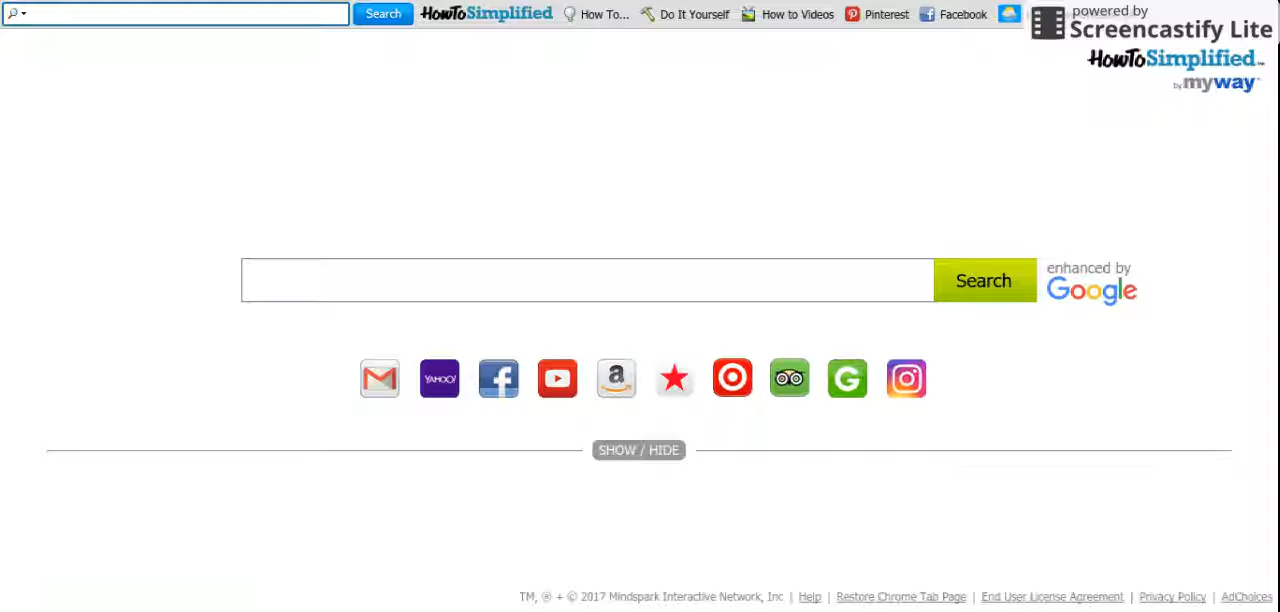 Search HowToSimplified How To... Do It Yourself How to Videos Pinterest Facebook
powered by
Screencastify Lite
HowToSimplified
by myway
Search
enhanced by
Google
YAHOO!
a
G
SHOW / HIDE
TM, ® + © 2017 Mindspark Interactive Network, Inc | Help | Restore Chrome Tab Page | End User License Agreement | Privacy Policy | AdChoices